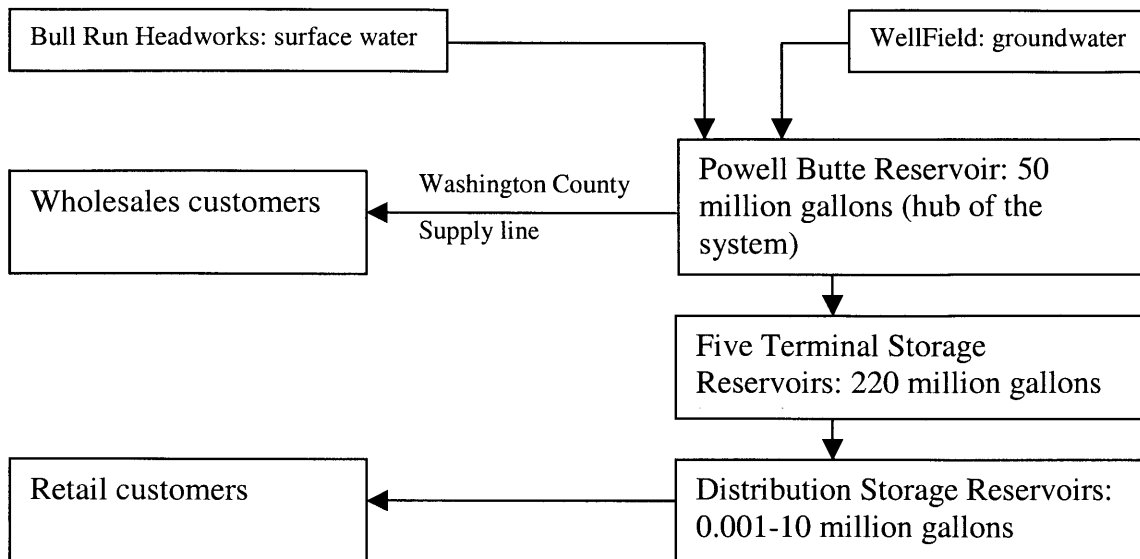 Bull Run Headworks: surface water
WellField: groundwater
Powell Butte Reservoir: 50
million gallons (hub of the
system)
Washington County
Supply line
Wholesales customers
Five Terminal Storage
Reservoirs: 220 million gallons
Distribution Storage Reservoirs:
0.001-10 million gallons
Retail customers